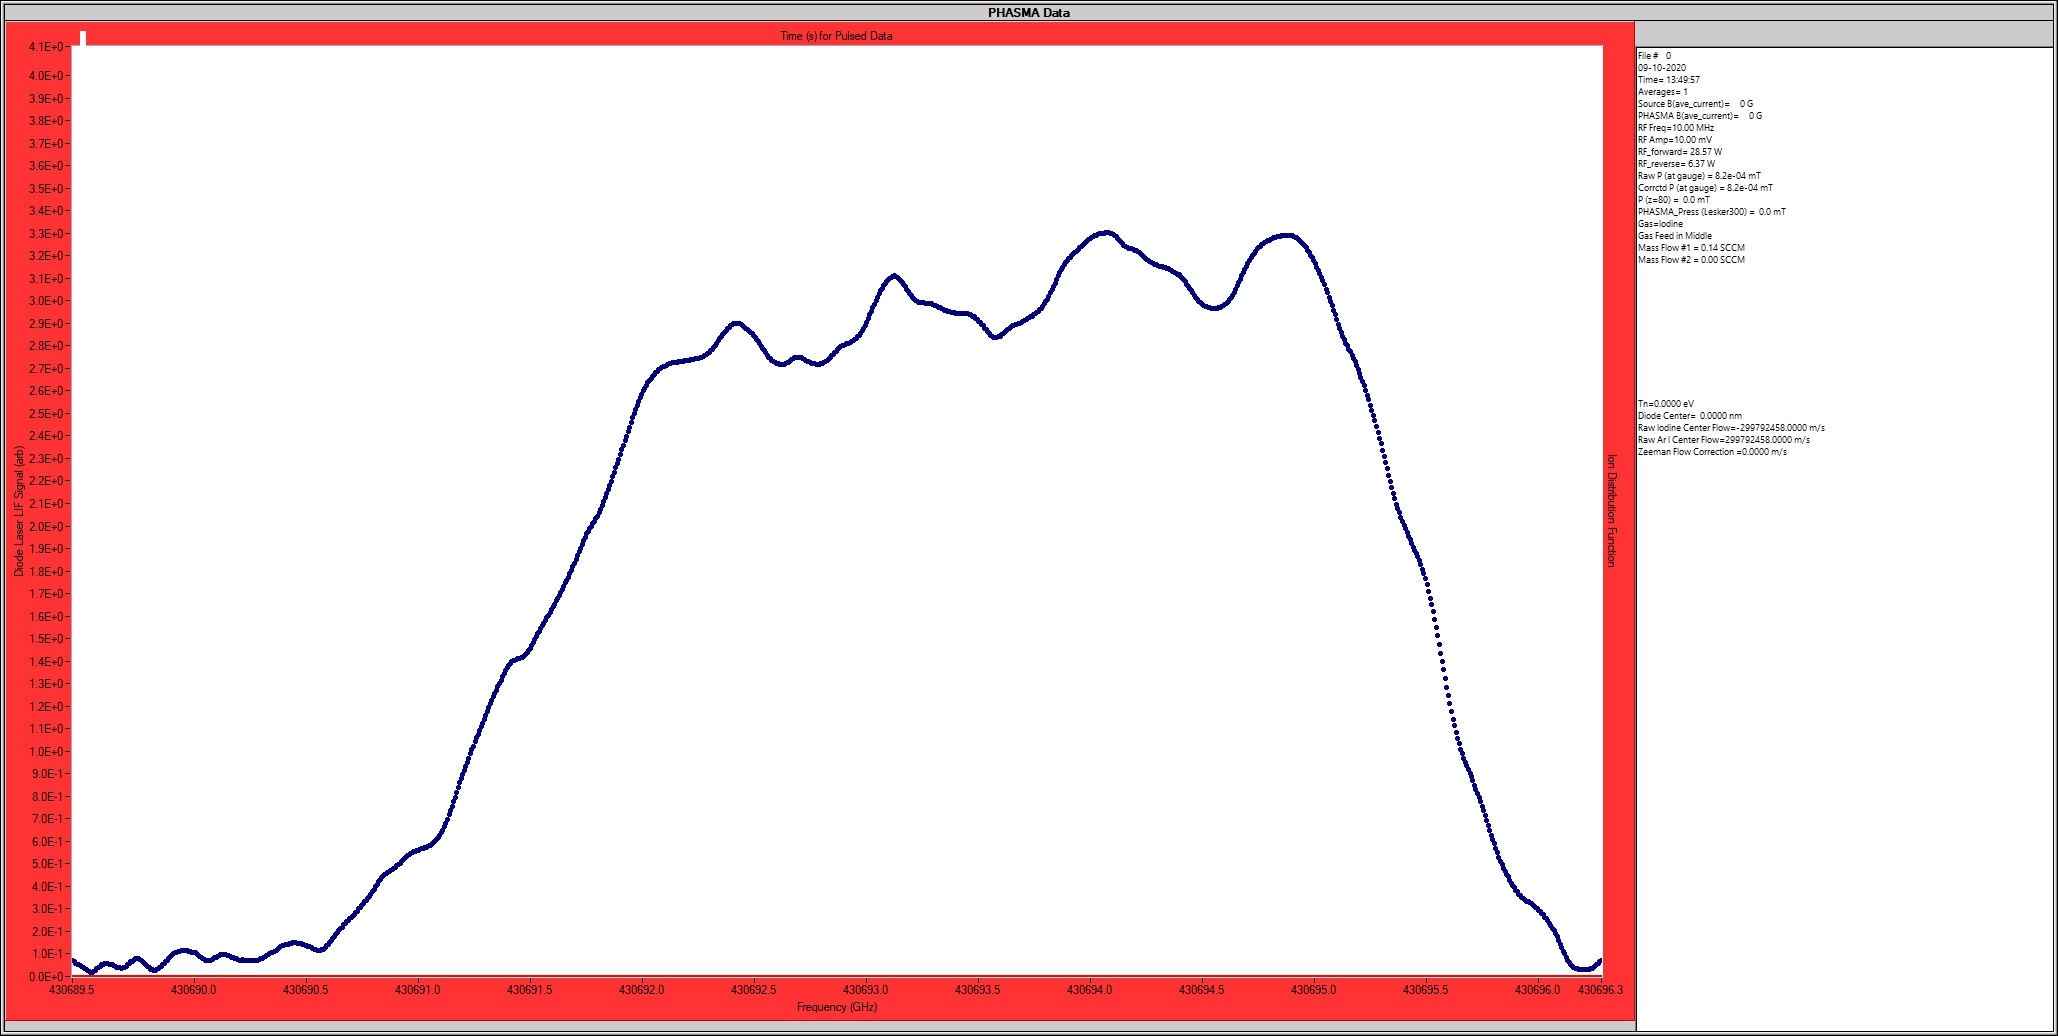 PHASMA Data
Time (s) for Pulsed Data
4.1E+0
4.0E+0
3.9E+0
3.8E+0
3.7E+0
3.6E+0
3.5E+0
3.4E+0
3.3E+0
3.2E+0
3.1E+0
3.0E+0
2.9E+0
2.8E+0
2.7E+0
2.6E+0
2.5E+0
2.4E+0
2.3E+0
2.2E+0
2.1E+0
2.0E+0
1.9E+0
1.8E+0
1.7E+0
1.6E+0
1.5E+0
1.4E+0
1.3E+0
1.2E+0
1.1E+0
1.0E+0
9.0E-1
8.0E-1
7.0E-1
6.0E-1
5.0E-1
4.0E-1
3.0E-1
2.0E-1
1.0E-1
0.0E+0
Diode Laser LIF Signal (arb)
430689.5 430690.0 430690.5 430691.0 430691.5 430692.0 430692.5 430693.0 430693.5 430694.0 430694.5 430695.0 430695.5 430696.0 430696.3
Frequency (GHz)
Ion Distribution Function
File # 0
09-10-2020
Time= 13:49:57
Averages= 1
Source B(ave_current)= 0 G
PHASMA B(ave_current)= 0 G
RF Freq=10.00 MHz
RF Amp=10.00 mV
RF_forward= 28.57 W
RF_reverse= 6.37 W
Raw P (at gauge) = 8.2e-04 mT
Corrctd P (at gauge) = 8.2e-04 mT
P (z=80) = 0.0 mT
PHASMA_Press (Lesker300) = 0.0 mT
Gas=Iodine
Gas Feed in Middle
Mass Flow #1 = 0.14 SCCM
Mass Flow #2 = 0.00 SCCM
Tn=0.0000 eV
Diode Center= 0.0000 nm
Raw Iodine Center Flow=-299792458.0000 m/s
Raw Ar I Center Flow=299792458.0000 m/s
Zeeman Flow Correction =0.0000 m/s